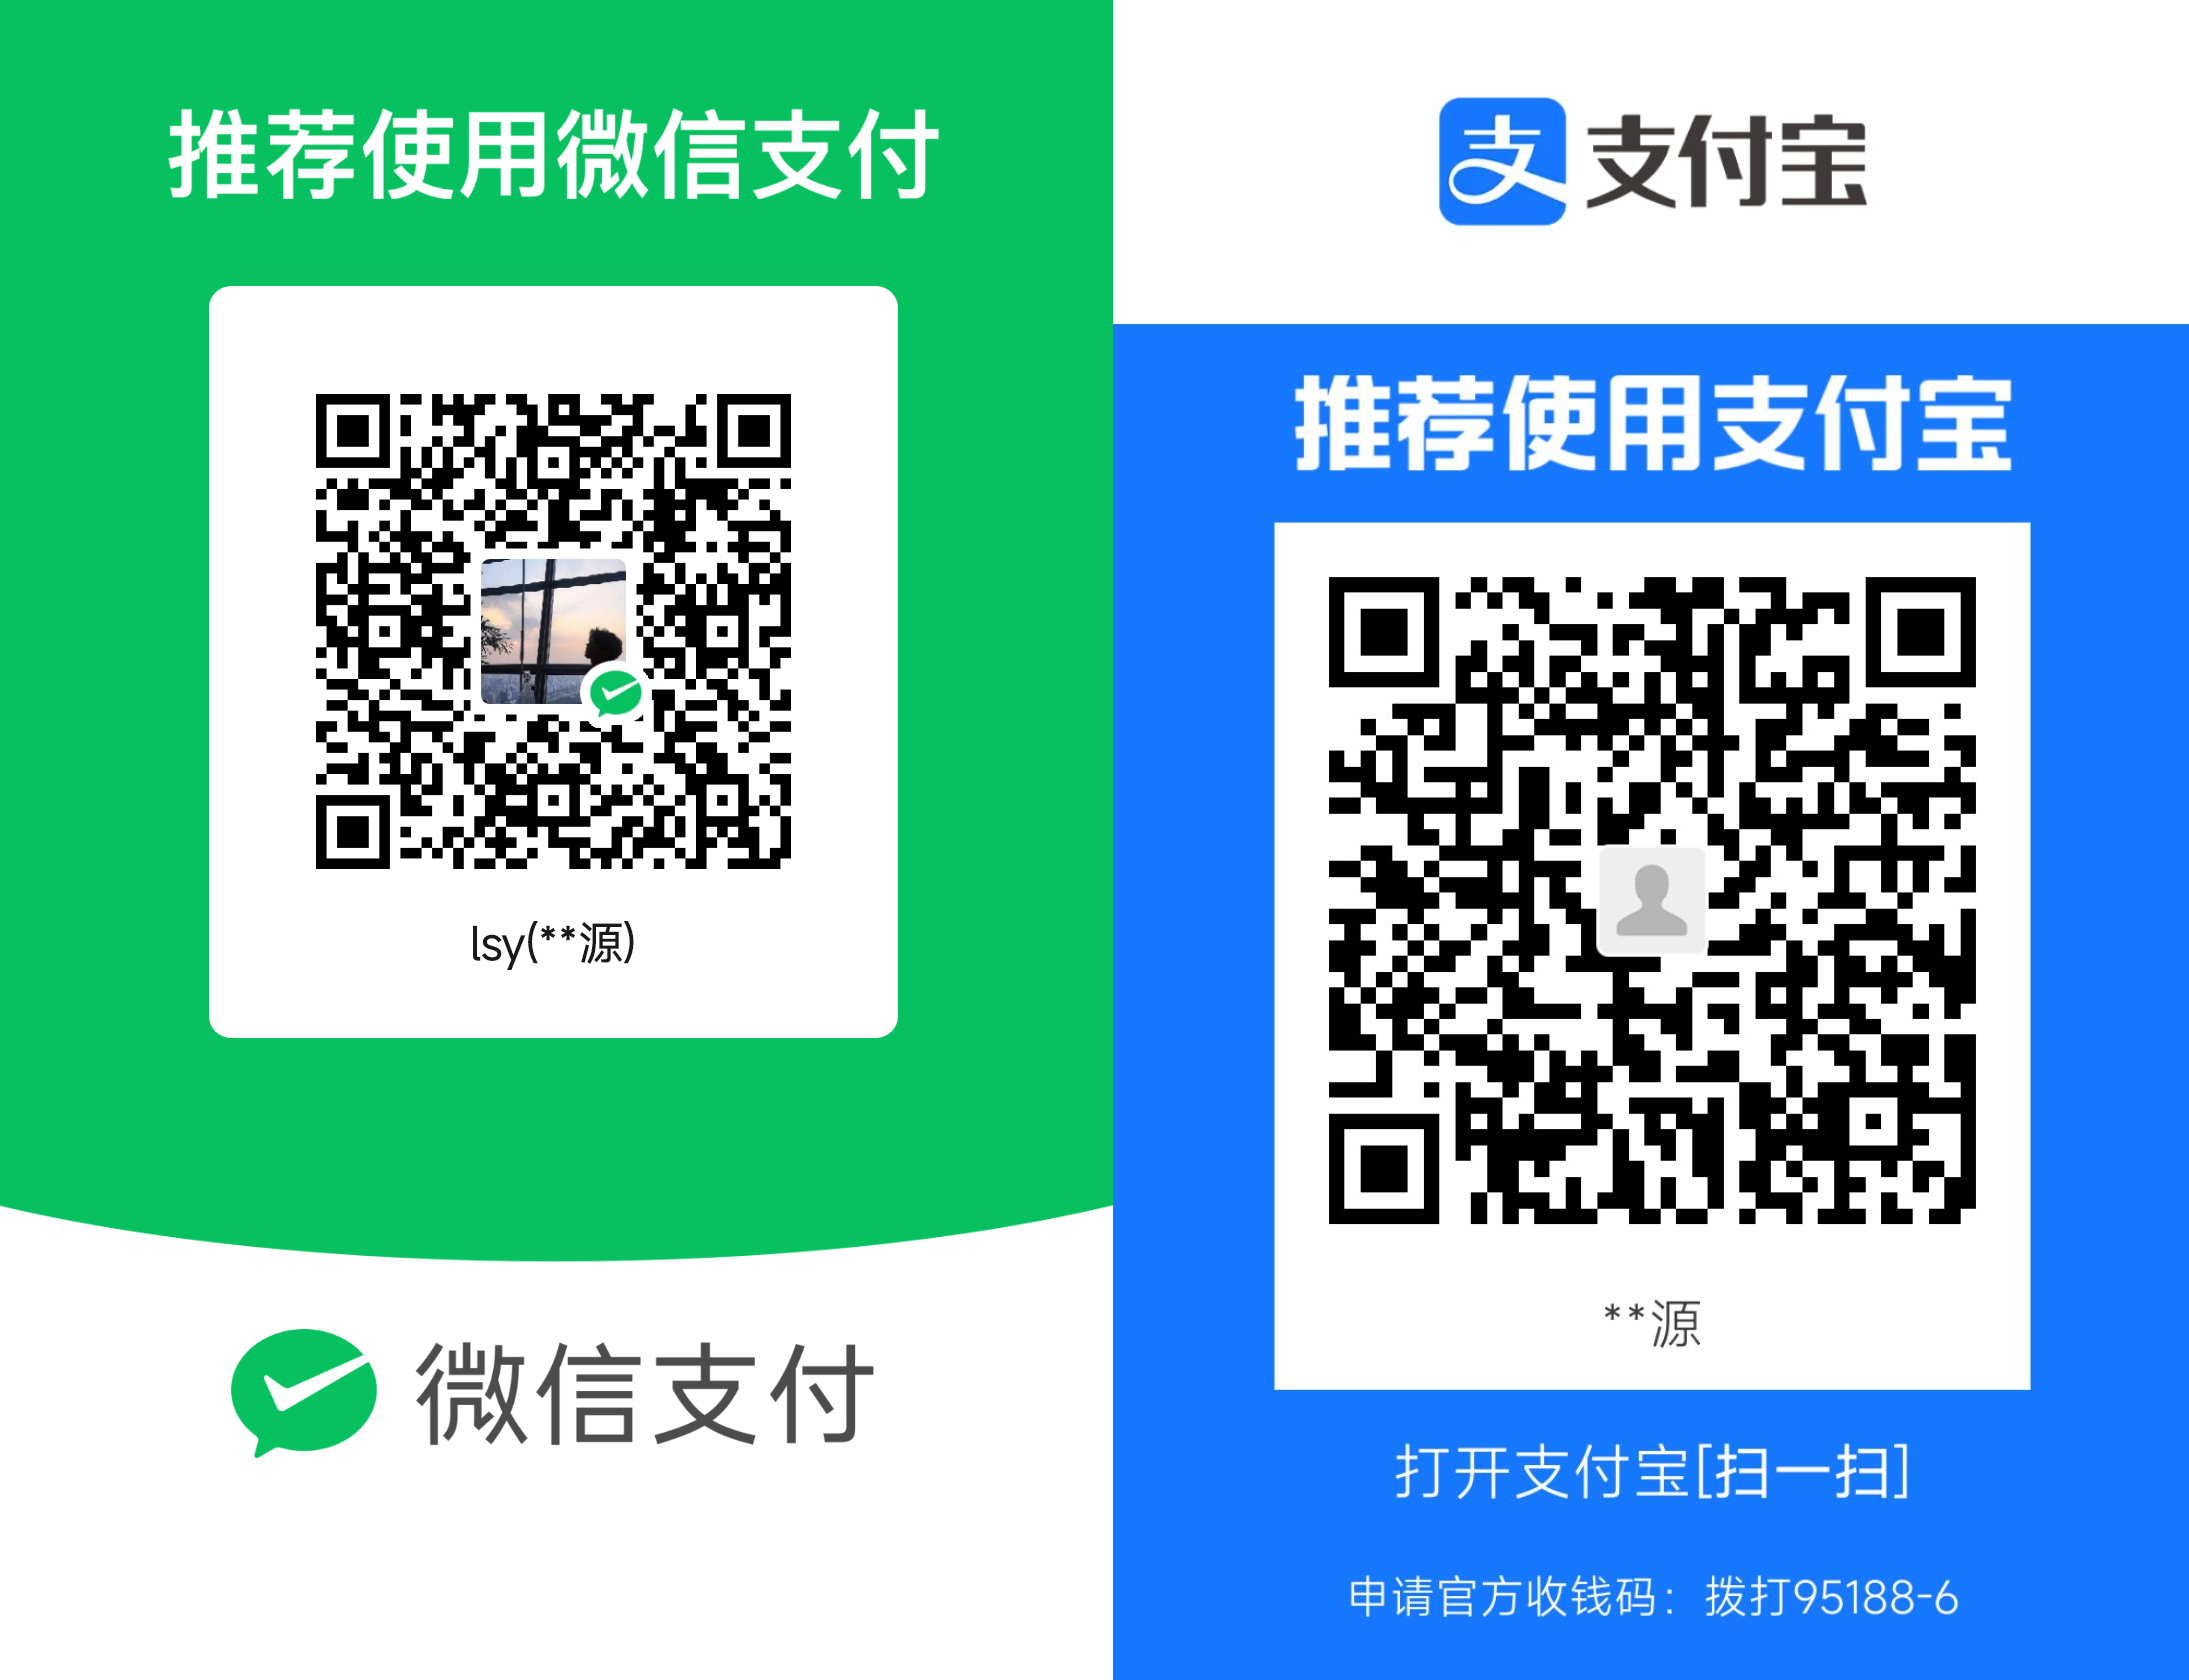 推荐使用微信支付
lsy(**源)
微信支付
支 支付宝
推荐使用支付宝
**源
打开支付宝[扫一扫]
申请官方收钱码：拨打95188-6